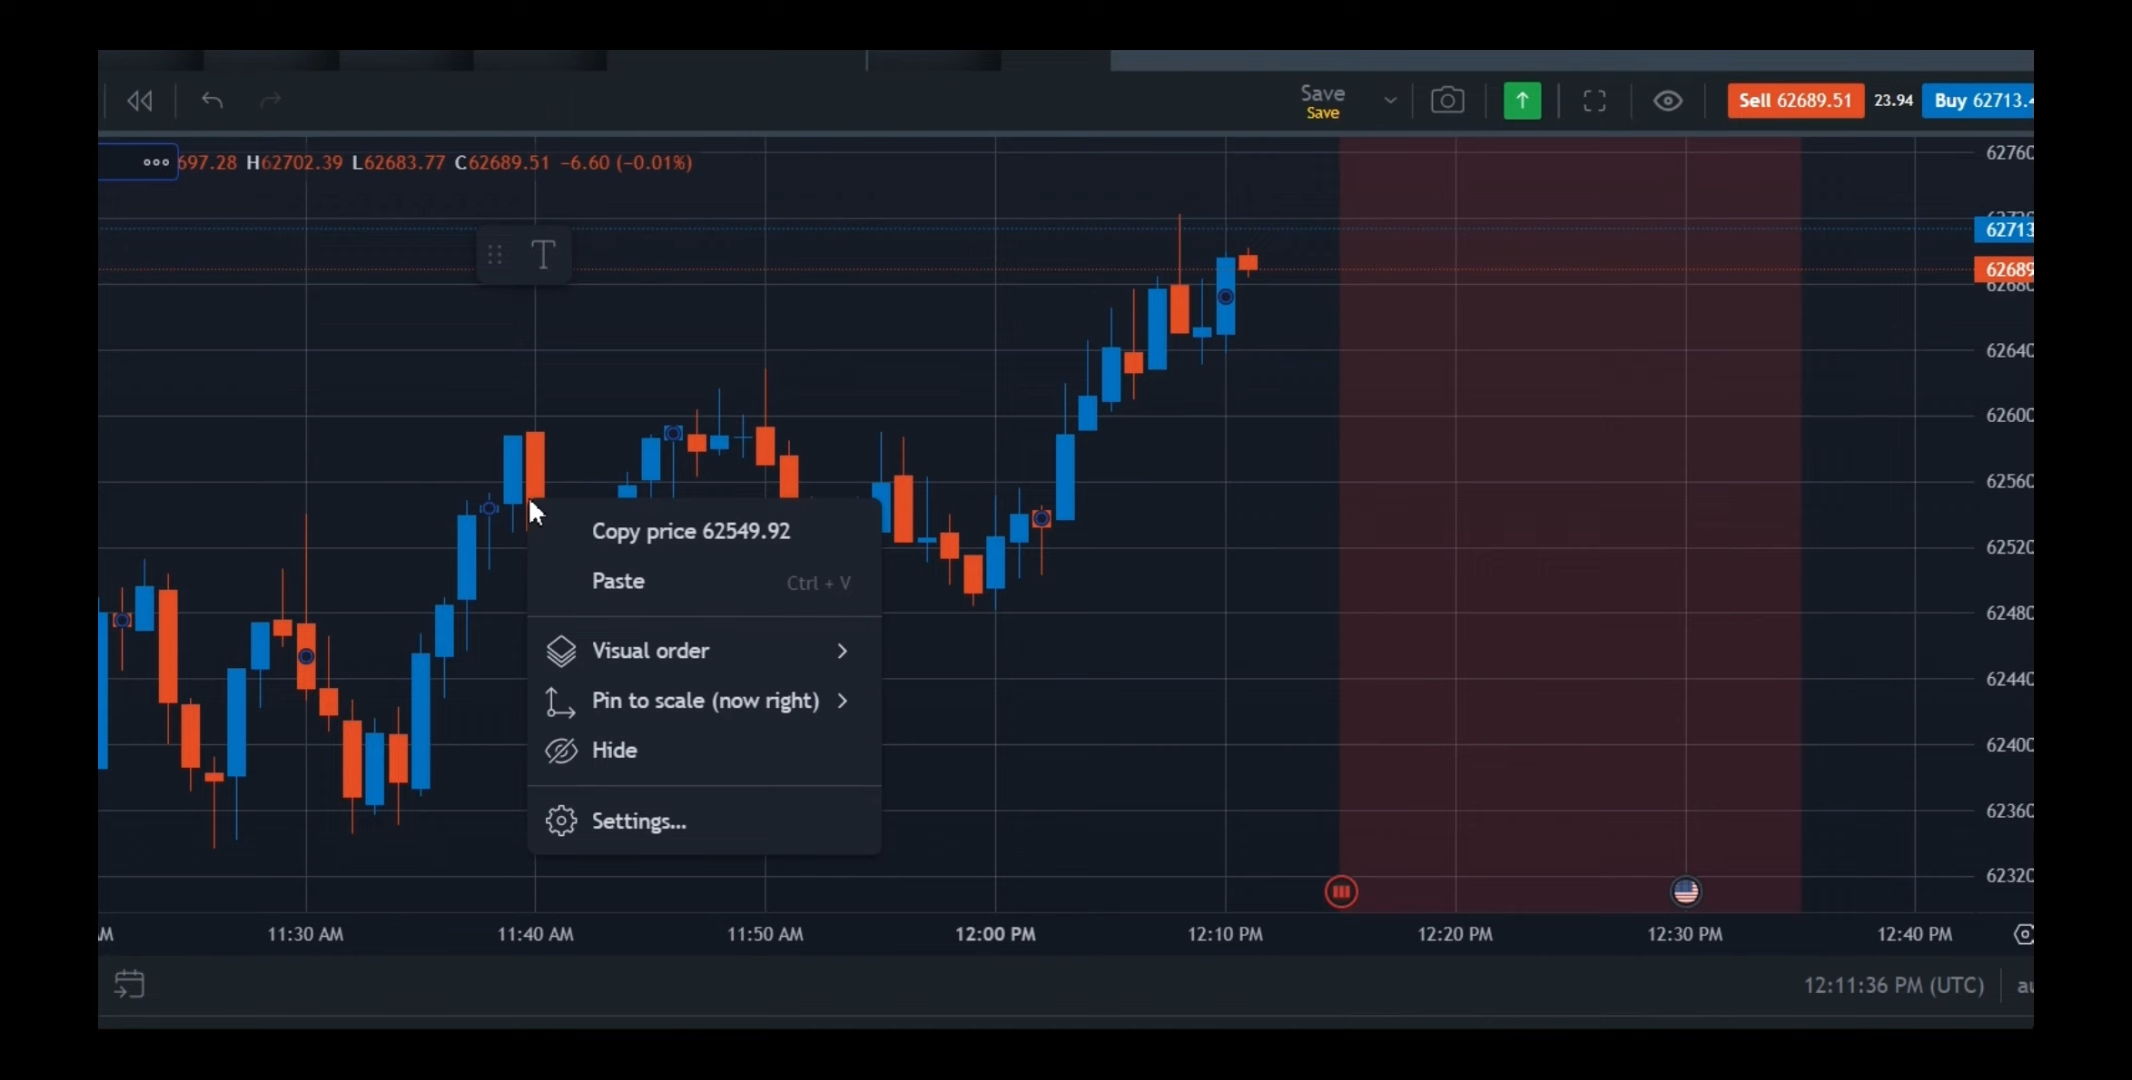 Save
Save
Sell 62689.51 23.94 Buy 62713.
697.28 H62702.39 L62683.77 C62689.51 −6.60 (−0.01%)
T
62760
62713
62689
62680
62640
62600
62560
62520
62480
62440
62400
62360
62320
Copy price 62549.92
Paste Ctrl + V
Visual order
Pin to scale (now right)
Hide
Settings...
AM 11:30 AM 11:40 AM 11:50 AM 12:00 PM 12:10 PM 12:20 PM 12:30 PM 12:40 PM
12:11:36 PM (UTC)